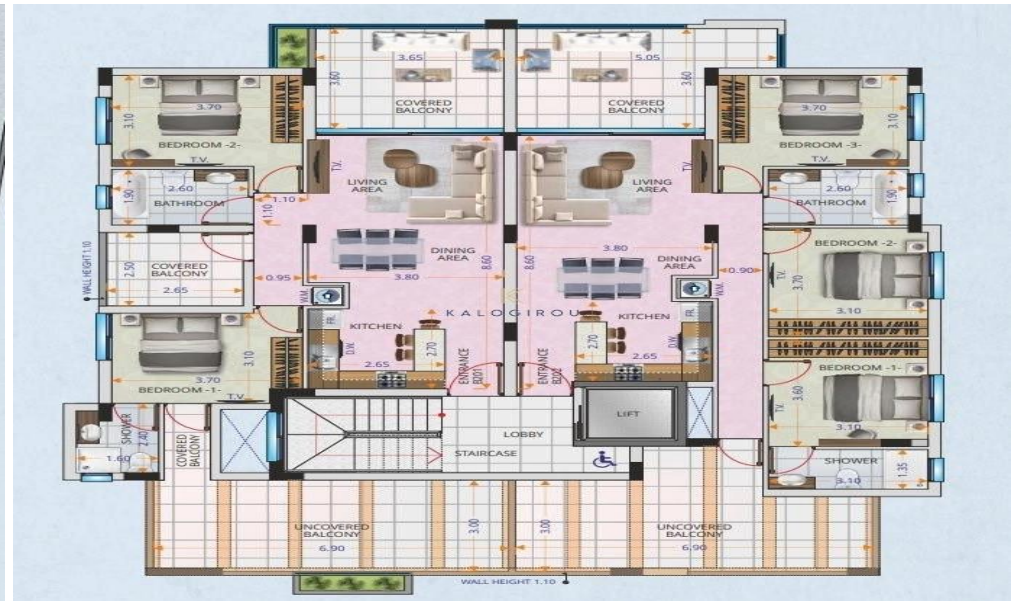 3.65
5.05
3.60
3.60
COVERED
BALCONY
COVERED
BALCONY
3.70
3.10
BEDROOM -2-
T.V.
3.70
3.10
BEDROOM -3-
T.V.
T.V.
LIVING
AREA
T.V.
LIVING
AREA
2.60
1.90
BATHROOM
1.10
1.10
2.60
1.90
BATHROOM
WALL HEIGHT 1.10
2.50
COVERED
BALCONY
2.65
0.95
DINING
AREA
3.80
8.60
8.60
3.80
DINING
AREA
0.90
BEDROOM -2-
T.V.
3.70
3.10
W.M.
W.M.
KALOGIROU
FR.
KITCHEN
D.W.
2.70
2.65
KITCHEN
FR.
D.W.
2.70
2.65
3.10
3.70
BEDROOM -1-
T.V.
ENTRANCE
B201
ENTRANCE
B202
BEDROOM -1-
T.V.
3.60
3.10
SHOWER
2.40
1.60
COVERED
BALCONY
LIFT
LOBBY
STAIRCASE
SHOWER
1.35
3.10
UNCOVERED
BALCONY
6.90
3.00
3.00
UNCOVERED
BALCONY
6.90
WALL HEIGHT 1.10